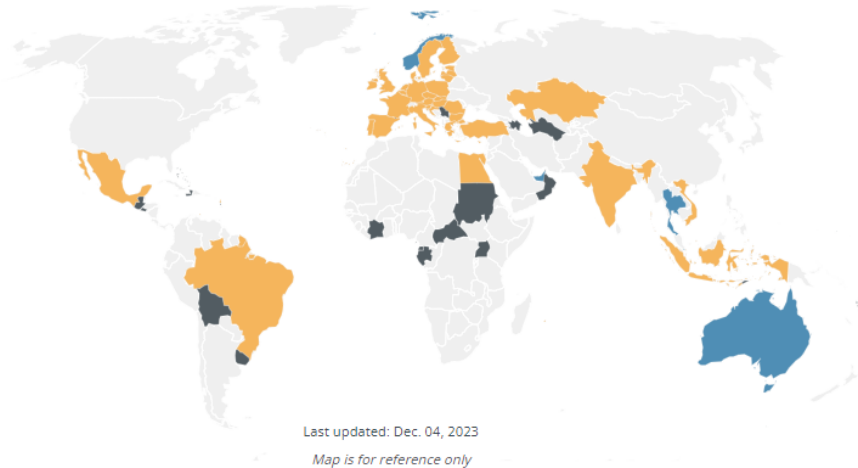 Last updated: Dec. 04, 2023
Map is for reference only